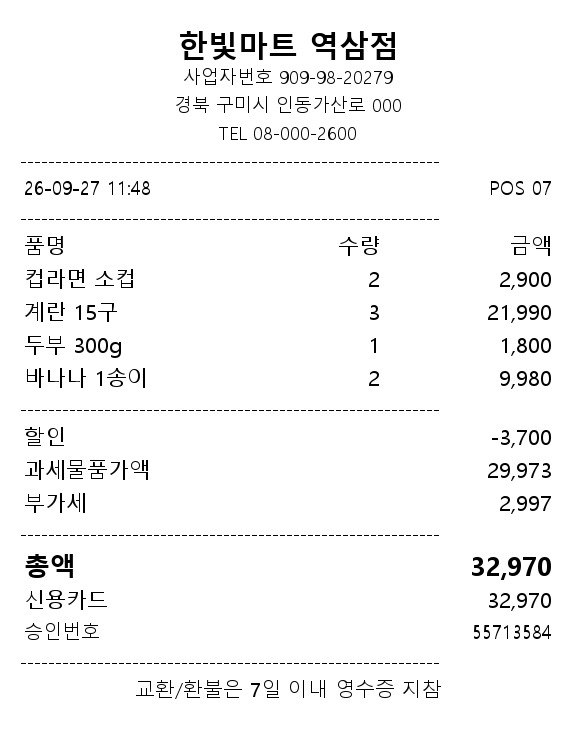 한빛마트 역삼점
사업자번호 909-98-20279
경북 구미시 인동가산로 000
TEL 08-000-2600
26-09-27 11:48 POS 07
품명 수량 금액
컵라면 소컵 2 2,900
계란 15구 3 21,990
두부 300g 1 1,800
바나나 1송이 2 9,980
할인 -3,700
과세물품가액 29,973
부가세 2,997
총액 32,970
신용카드 32,970
승인번호 55713584
교환/환불은 7일 이내 영수증 지참